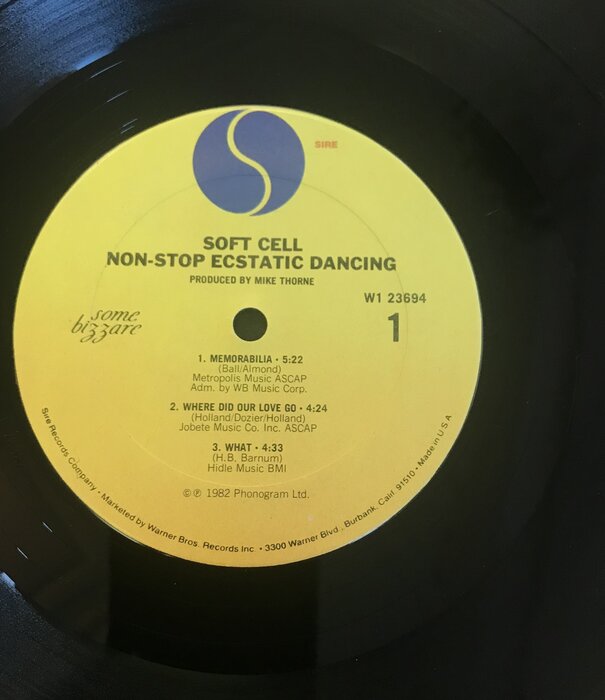 SIRE
SOFT CELL
NON-STOP ECSTATIC DANCING
PRODUCED BY MIKE THORNE
W1 23694
1
some
bizzare
1. MEMORABILIA • 5:22
(Ball/Almond)
Metropolis Music ASCAP
Adm. by WB Music Corp.
2. WHERE DID OUR LOVE GO • 4:24
(Holland/Dozier/Holland)
Jobete Music Co. Inc. ASCAP
3. WHAT • 4:33
(H.B. Barnum)
Hidle Music BMI
© ℗ 1982 Phonogram Ltd.
Sire Records Company • Marketed by Warner Bros. Records Inc. • 3300 Warner Blvd., Burbank, Calif. 91510 • Made in U.S.A